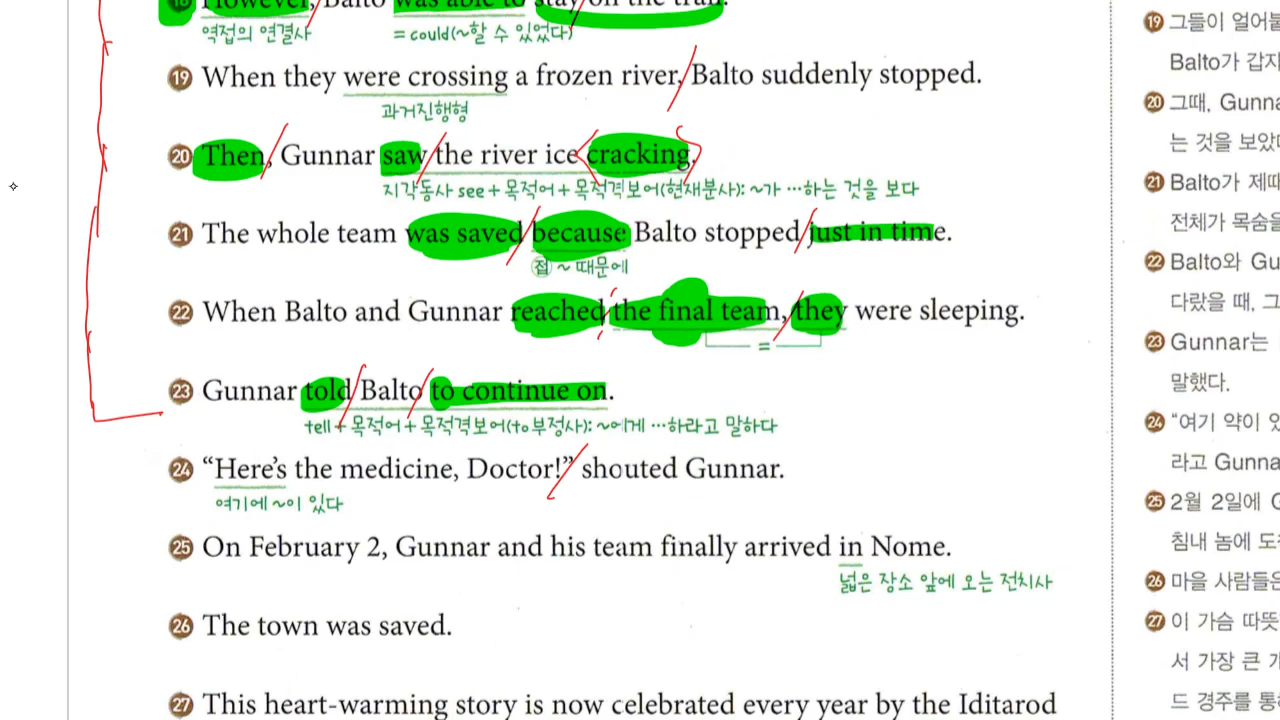 ⑱ However, Balto was able to stay on the trail.
역접의 연결사 = could(~할 수 있었다)
⑲ When they were crossing a frozen river, Balto suddenly stopped.
과거진행형
⑳ Then, Gunnar saw the river ice cracking.
지각동사 see + 목적어 + 목적격보어(현재분사): ~가 …하는 것을 보다
㉑ The whole team was saved because Balto stopped just in time.
접 ~ 때문에
㉒ When Balto and Gunnar reached the final team, they were sleeping.
=
㉓ Gunnar told Balto to continue on.
tell + 목적어 + 목적격보어(to부정사): ~에게 …하라고 말하다
㉔ “Here’s the medicine, Doctor!” shouted Gunnar.
여기에 ~이 있다
㉕ On February 2, Gunnar and his team finally arrived in Nome.
넓은 장소 앞에 오는 전치사
㉖ The town was saved.
㉗ This heart-warming story is now celebrated every year by the Iditarod
⑲ 그들이 얼어붙
Balto가 갑자
⑳ 그때, Gunna
는 것을 보았
㉑ Balto가 제때
전체가 목숨을
㉒ Balto와 Gu
다랐을 때, 그
㉓ Gunnar는
말했다.
㉔ “여기 약이 있
라고 Gunna
㉕ 2월 2일에 G
침내 놈에 도
㉖ 마을 사람들은
㉗ 이 가슴 따뜻
서 가장 큰 개
드 경주를 통